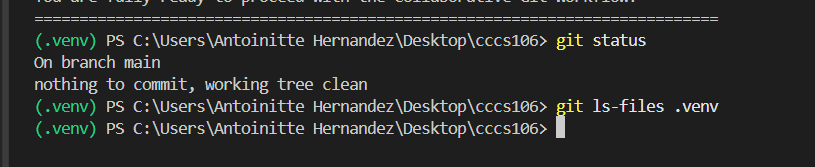 You are fully ready to proceed with the collaborative Git workflow.
======================================================================
(.venv) PS C:\Users\Antoinitte Hernandez\Desktop\cccs106> git status
On branch main
nothing to commit, working tree clean
(.venv) PS C:\Users\Antoinitte Hernandez\Desktop\cccs106> git ls-files .venv
(.venv) PS C:\Users\Antoinitte Hernandez\Desktop\cccs106>